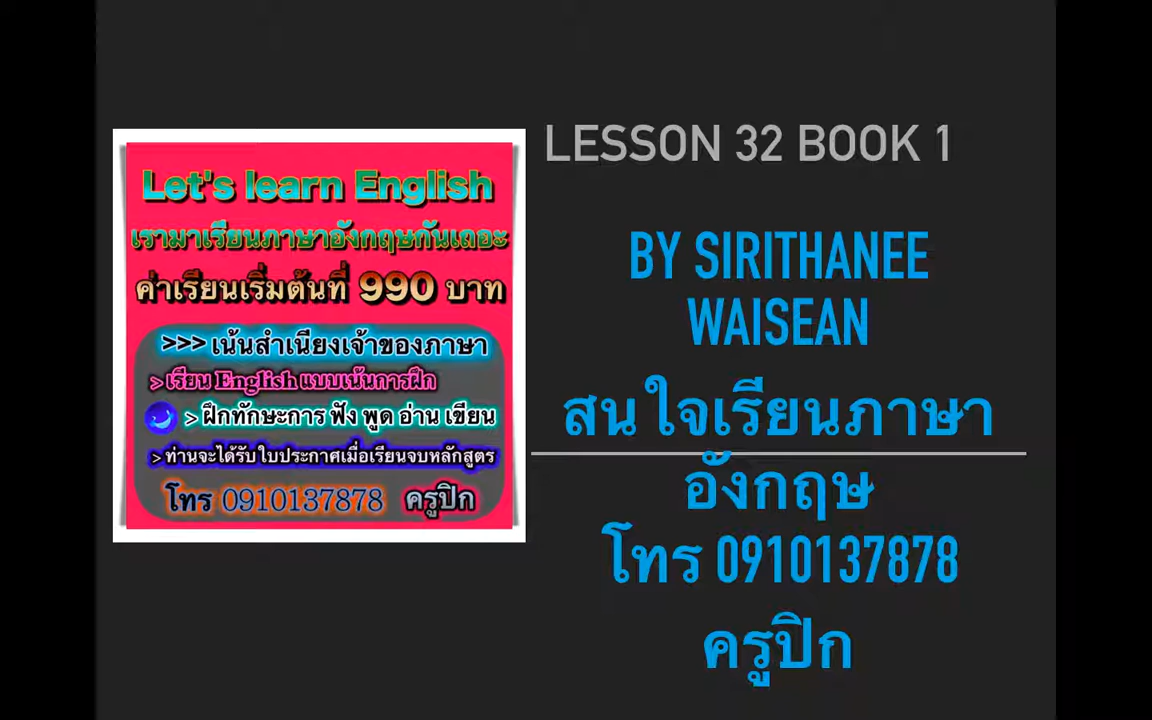 Let's learn English
เรามาเรียนภาษาอังกฤษกันเถอะ
ค่าเรียนเริ่มต้นที่ 990 บาท
>>> เน้นสำเนียงเจ้าของภาษา
> เรียน English แบบเน้นการฝึก
> ฝึกทักษะการ ฟัง พูด อ่าน เขียน
> ท่านจะได้รับใบประกาศเมื่อเรียนจบหลักสูตร
โทร 0910137878 ครูปิก
LESSON 32 BOOK 1
BY SIRITHANEE
WAISEAN
สนใจเรียนภาษา
อังกฤษ
โทร 0910137878
ครูปิก